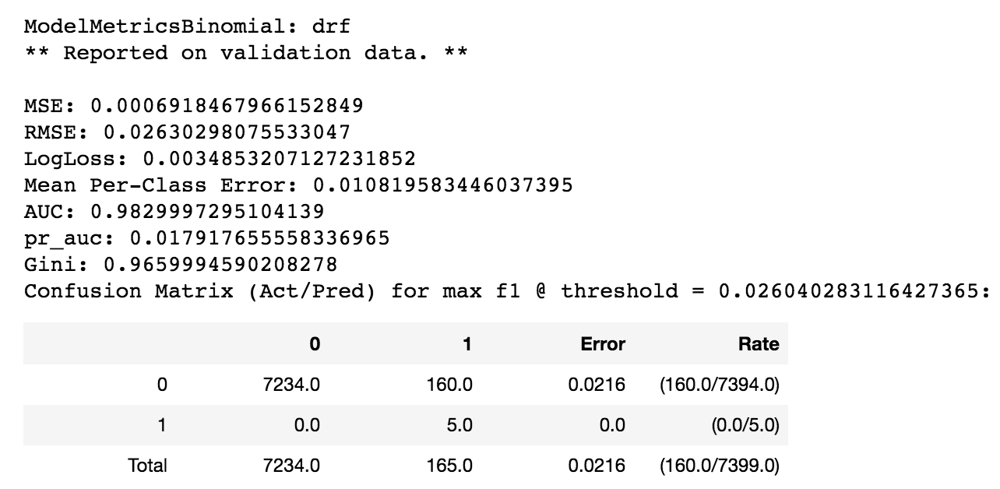 ModelMetricsBinomial: drf
** Reported on validation data. **
MSE: 0.0006918467966152849
RMSE: 0.02630298075533047
LogLoss: 0.0034853207127231852
Mean Per-Class Error: 0.010819583446037395
AUC: 0.9829997295104139
pr_auc: 0.017917655558336965
Gini: 0.9659994590208278
Confusion Matrix (Act/Pred) for max f1 @ threshold = 0.026040283116427365:
0 1 Error Rate
0 7234.0 160.0 0.0216 (160.0/7394.0)
1 0.0 5.0 0.0 (0.0/5.0)
Total 7234.0 165.0 0.0216 (160.0/7399.0)